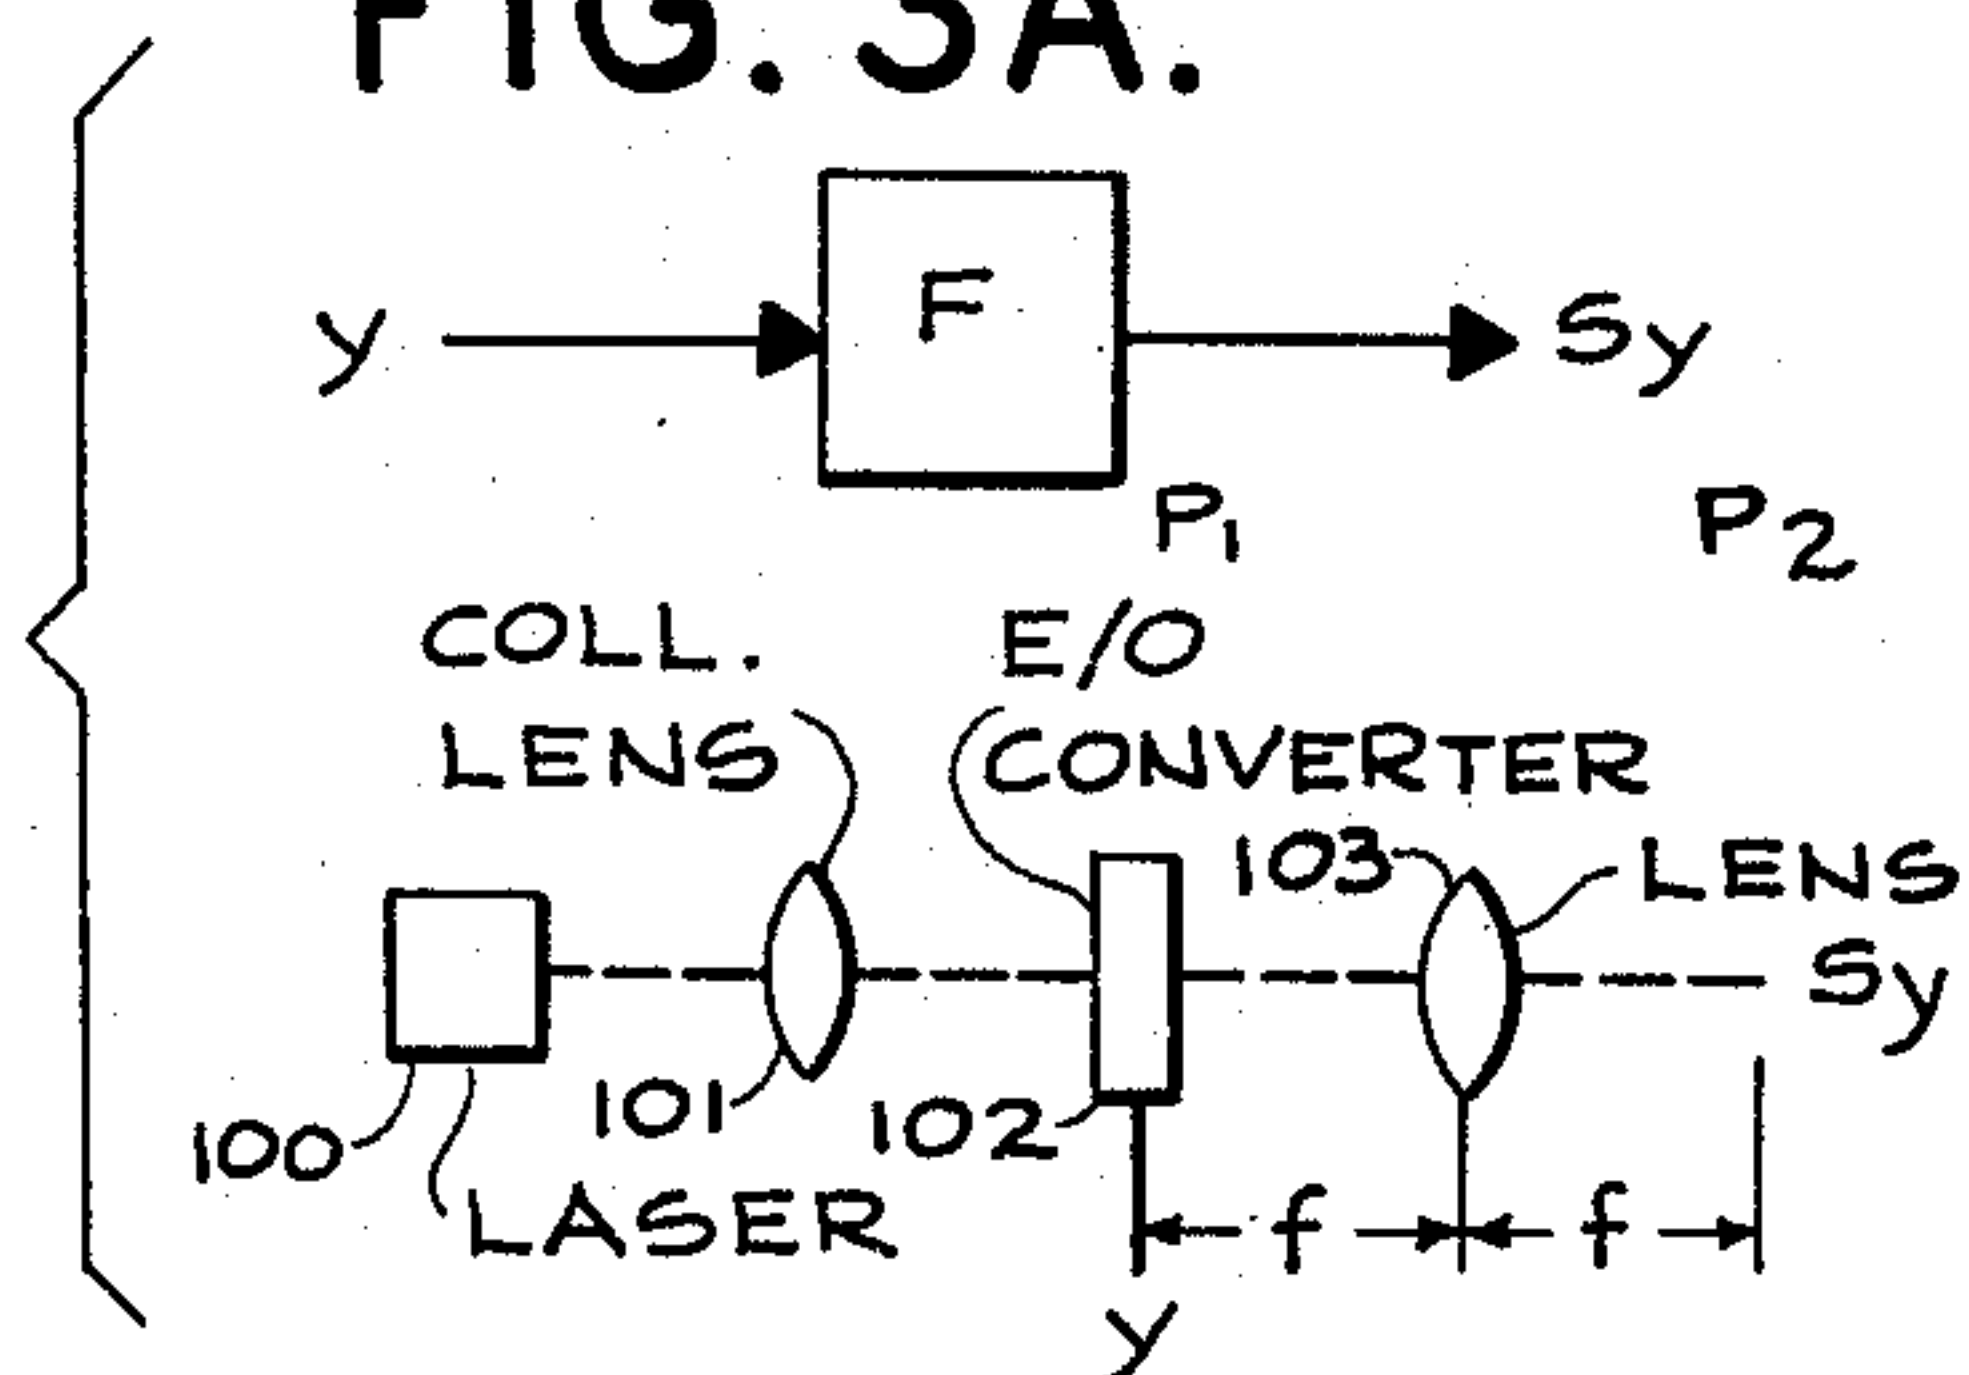 FIG. 3A.
y F Sy
P1 P2
COLL. E/O
LENS CONVERTER
103 LENS
Sy
100 101 102
LASER f f
y